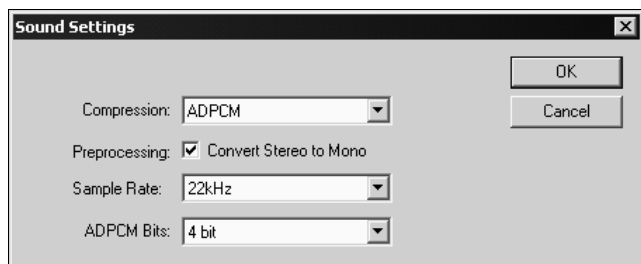 Sound Settings
OK
Compression: ADPCM
Cancel
Preprocessing: Convert Stereo to Mono
Sample Rate: 22kHz
ADPCM Bits: 4 bit